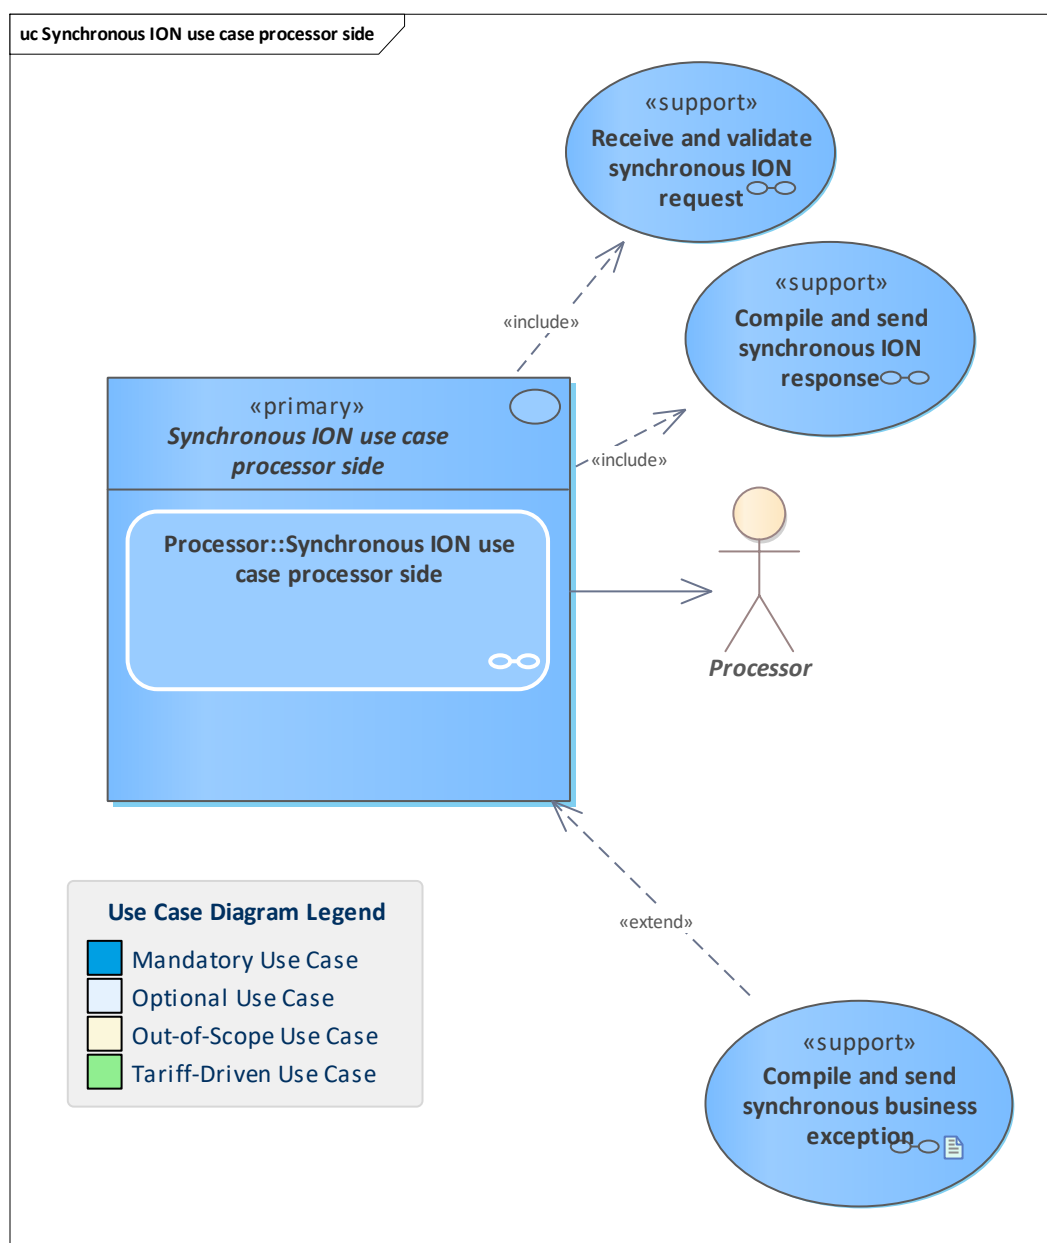 uc Synchronous ION use case processor side
«support»
Receive and validate
synchronous ION
request
«support»
Compile and send
synchronous ION
response
«include»
«primary»
Synchronous ION use case
processor side
«include»
Processor::Synchronous ION use
case processor side
Processor
«extend»
Use Case Diagram Legend
Mandatory Use Case
Optional Use Case
Out-of-Scope Use Case
Tariff-Driven Use Case
«support»
Compile and send
synchronous business
exception